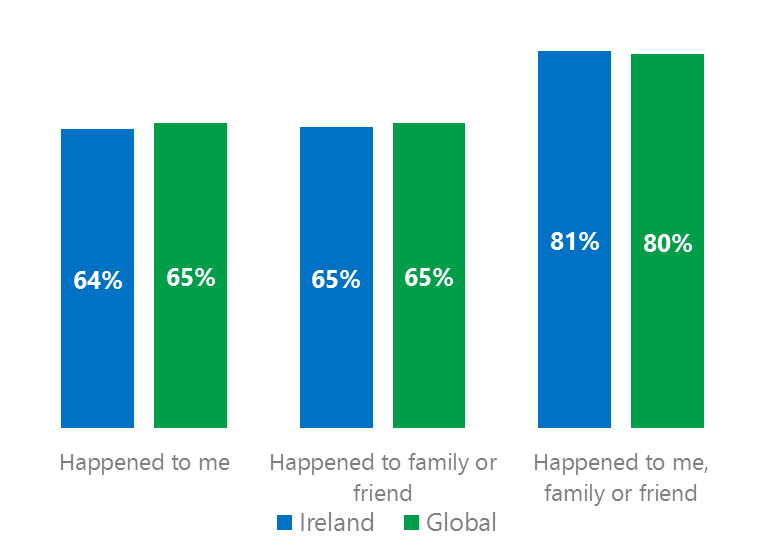 64%
65%
65%
65%
81%
80%
Happened to me
Happened to family or
friend
Happened to me,
family or friend
Ireland
Global